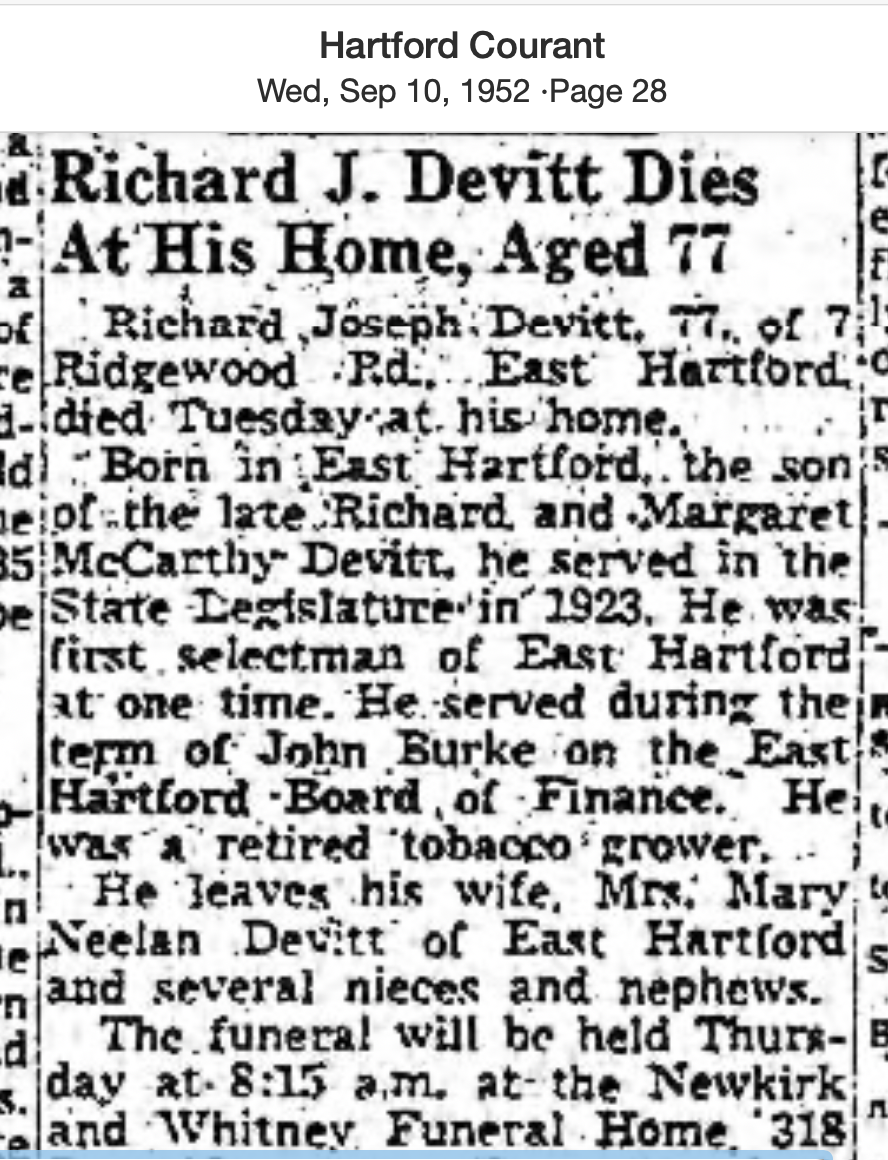 Hartford Courant
Wed, Sep 10, 1952 ·Page 28
Richard J. Devitt Dies
At His Home, Aged 77
Richard Joseph Devitt, 77, of 7
Ridgewood Rd., East Hartford,
died Tuesday at his home.
Born in East Hartford, the son
of the late Richard and Margaret
McCarthy Devitt, he served in the
State Legislature in 1923. He was
first selectman of East Hartford
at one time. He served during the
term of John Burke on the East
Hartford Board of Finance. He
was a retired tobacco grower.
He leaves his wife, Mrs. Mary
Neelan Devitt of East Hartford
and several nieces and nephews.
The funeral will be held Thurs-
day at 8:15 a.m. at the Newkirk
and Whitney Funeral Home, 318